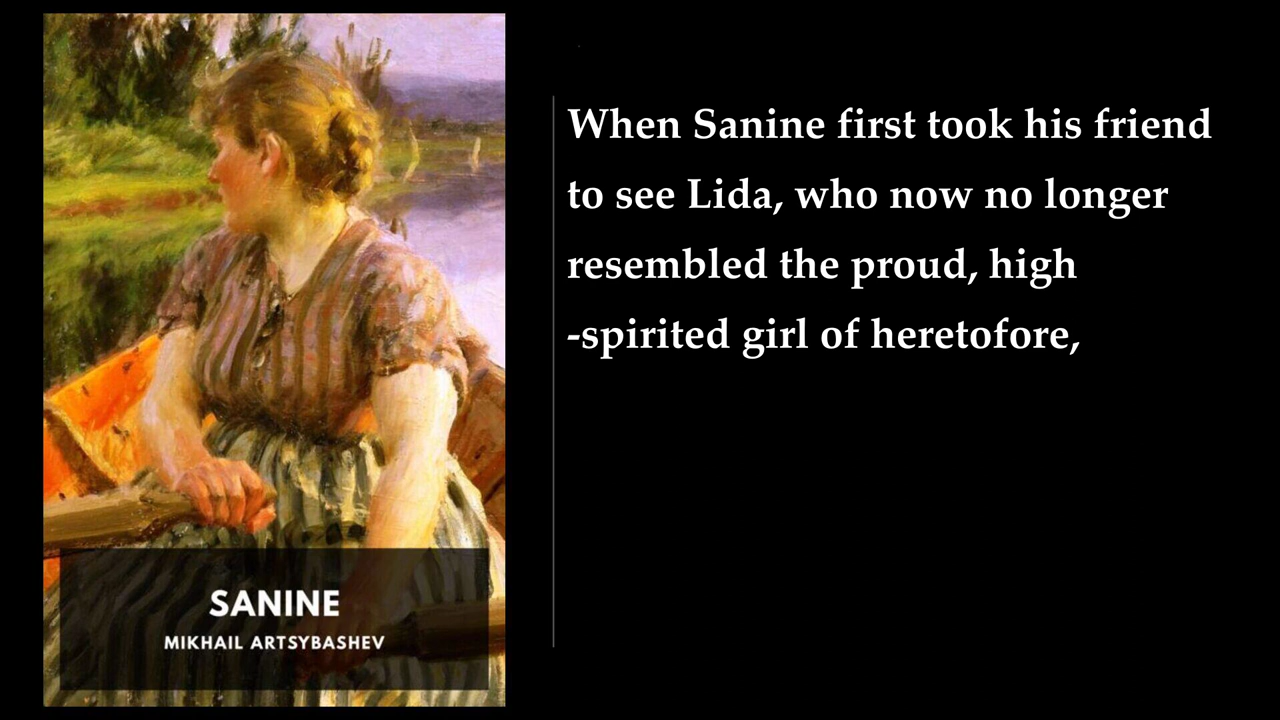 SANINE
MIKHAIL ARTSYBASHEV
When Sanine first took his friend
to see Lida, who now no longer
resembled the proud, high
-spirited girl of heretofore,